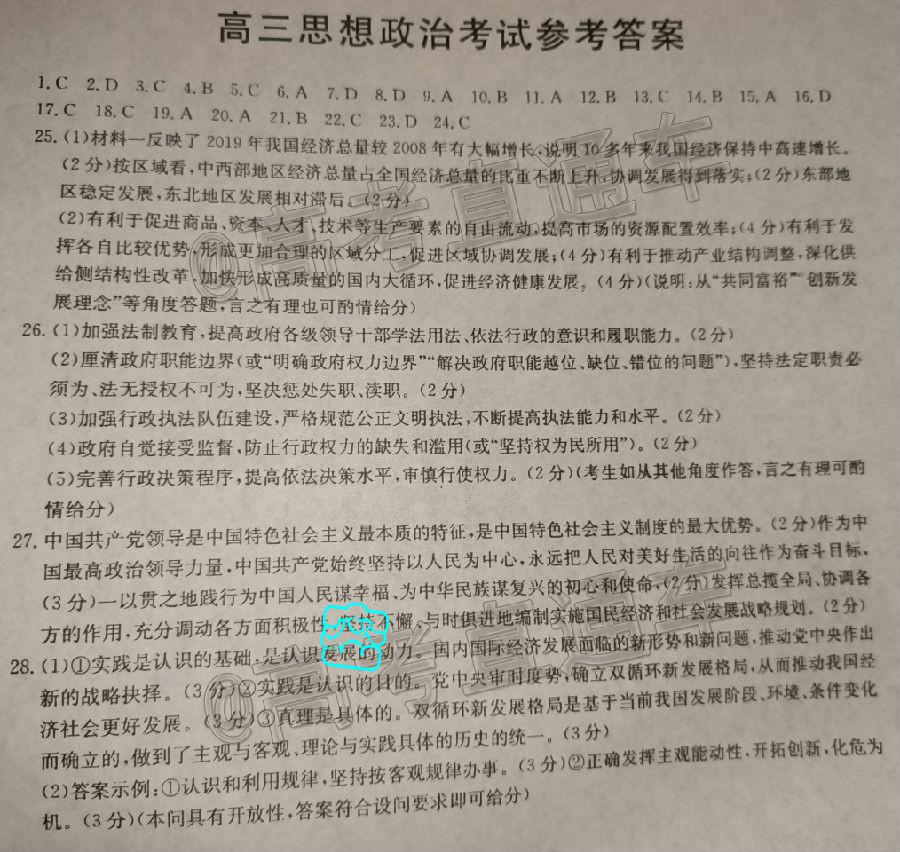 高三思想政治考试参考答案
1.C 2.D 3.C 4.B 5.C 6.A 7.D 8.D 9.A 10.B 11.A 12.B 13.C 14.B 15.A 16.D
17.C 18.C 19.A 20.A 21.B 22.C 23.D 24.C
25.(1)材料一反映了2019年我国经济总量较2008年有大幅增长,说明10多年来我国经济保持中高速增长。
(2分)按区域看,中西部地区经济总量占全国经济总量的比重不断上升,协调发展得到落实;(2分)东部地
区稳定发展,东北地区发展相对滞后。(2分)
(2)有利于促进商品、资本、人才、技术等生产要素的自由流动,提高市场的资源配置效率;(4分)有利于发
挥各自比较优势,形成更加合理的区域分工,促进区域协调发展;(4分)有利于推动产业结构调整,深化供
给侧结构性改革,加快形成高质量的国内大循环,促进经济健康发展。(4分)(说明:从“共同富裕”“创新发
展理念”等角度答题,言之有理也可酌情给分)
26.(1)加强法制教育,提高政府各级领导干部学法用法、依法行政的意识和履职能力。(2分)
(2)厘清政府职能边界(或“明确政府权力边界”“解决政府职能越位、缺位、错位的问题”),坚持法定职责必
须为、法无授权不可为,坚决惩处失职、渎职。(2分)
(3)加强行政执法队伍建设,严格规范公正文明执法,不断提高执法能力和水平。(2分)
(4)政府自觉接受监督,防止行政权力的缺失和滥用(或“坚持权为民所用”)。(2分)
(5)完善行政决策程序,提高依法决策水平,审慎行使权力。(2分)(考生如从其他角度作答,言之有理可酌
情给分)
27.中国共产党领导是中国特色社会主义最本质的特征,是中国特色社会主义制度的最大优势。(2分)作为中
国最高政治领导力量,中国共产党始终坚持以人民为中心,永远把人民对美好生活的向往作为奋斗目标,
(3分)一以贯之地践行为中国人民谋幸福、为中华民族谋复兴的初心和使命,(2分)发挥总揽全局、协调各
方的作用,充分调动各方面积极性,坚持不懈、与时俱进地编制实施国民经济和社会发展战略规划。(2分)
28.(1)①实践是认识的基础,是认识发展的动力。国内国际经济发展面临的新形势和新问题,推动党中央作出
新的战略抉择。(3分)②实践是认识的目的。党中央审时度势,确立双循环新发展格局,从而推动我国经
济社会更好发展。(3分)③真理是具体的。双循环新发展格局是基于当前我国发展阶段、环境、条件变化
而确立的,做到了主观与客观、理论与实践具体的历史的统一。(3分)
(2)答案示例:①认识和利用规律,坚持按客观规律办事。(3分)②正确发挥主观能动性,开拓创新,化危为
机。(3分)(本问具有开放性,答案符合设问要求即可给分)
@高考直通车
@高考直通车